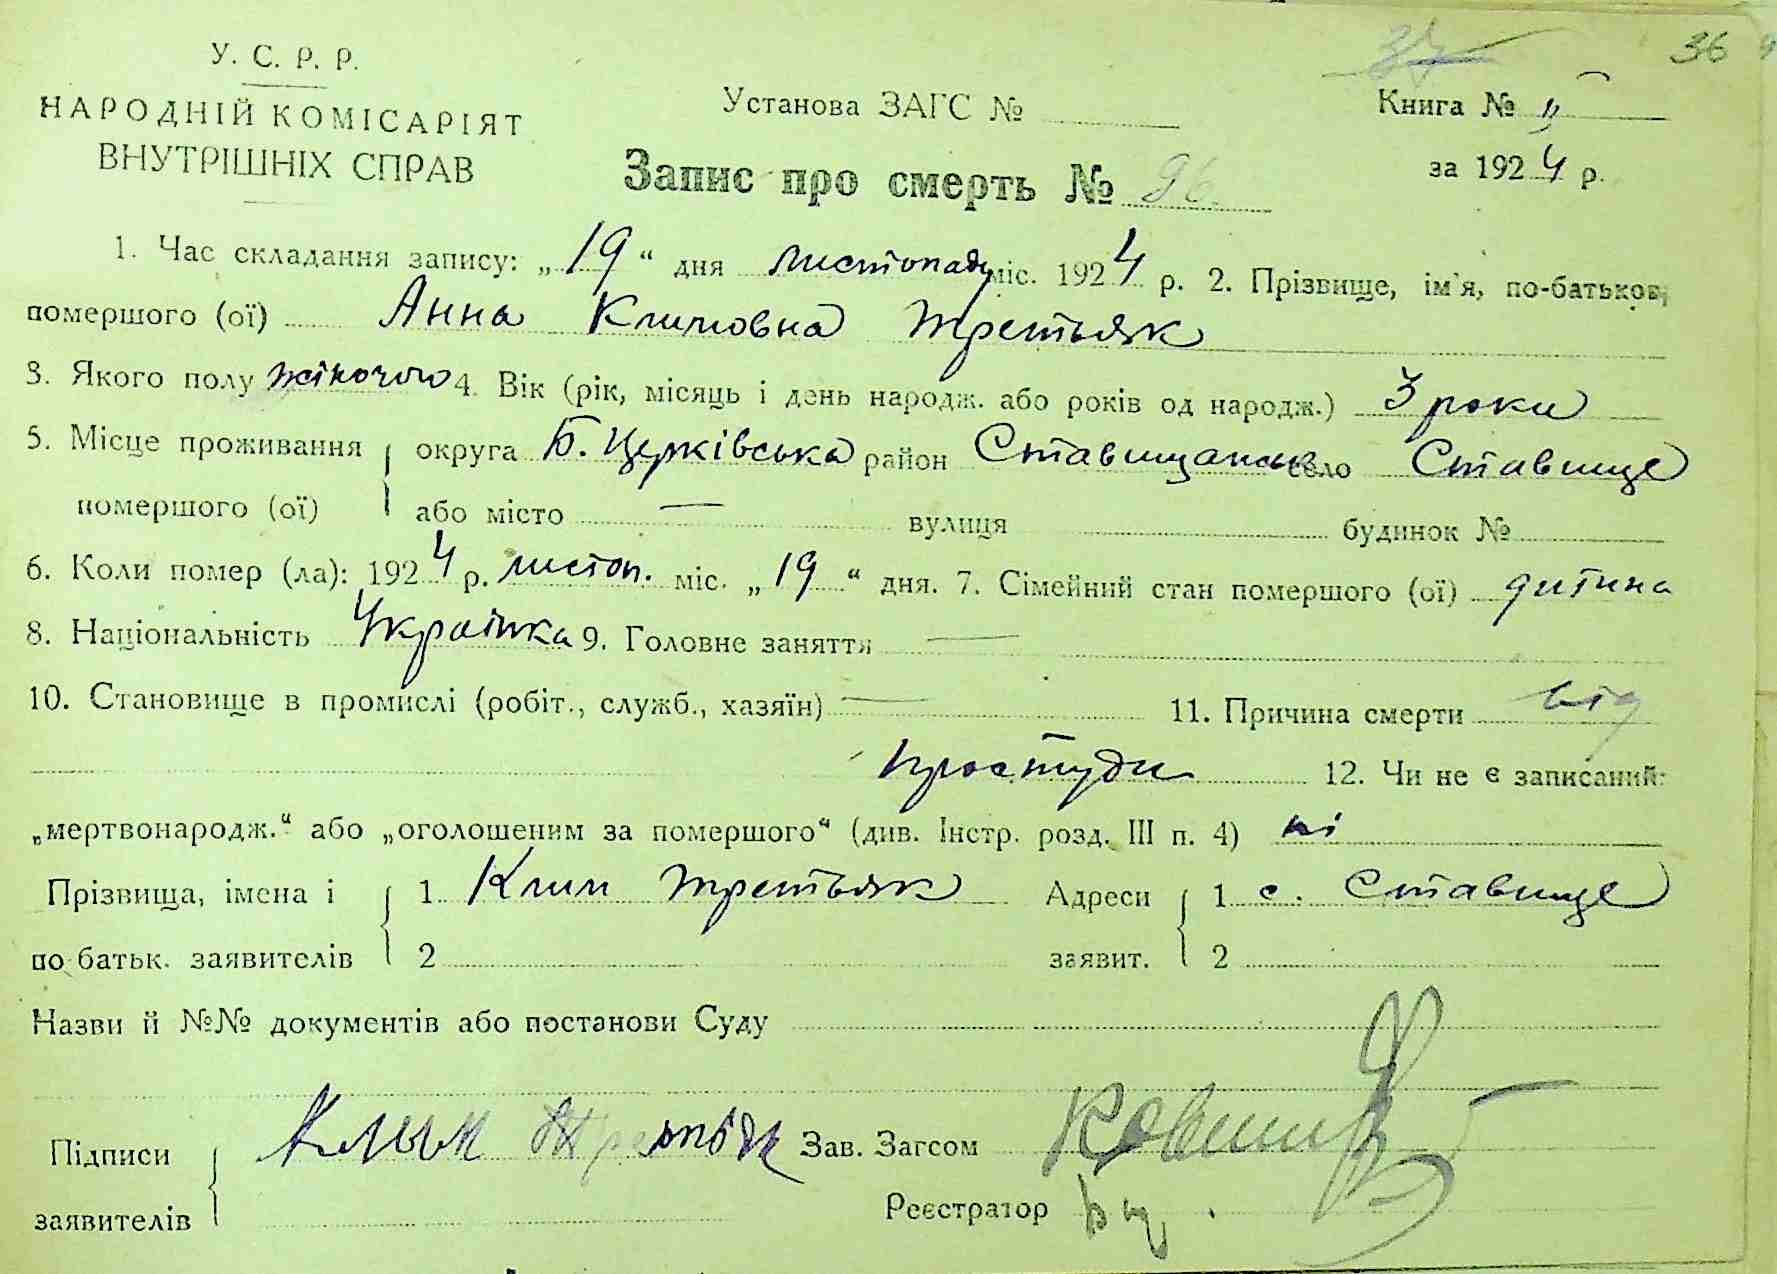 37 36
У. С. Р. Р.
НАРОДНІЙ КОМІСАРІЯТ
ВНУТРІШНІХ СПРАВ
Установа ЗАГС №
Книга № II
за 1924 р.
Запис про смерть № 96.
1. Час складання запису: „19“ дня листопаду міс. 1924 р. 2. Прізвище, ім'я, по-батькові
помершого (ої) Анна Климовна Третьяк
3. Якого полу жіночого 4. Вік (рік, місяць і день народж. або років од народж.) 3 роки
5. Місце проживання округа Б. Церківська район Ставищанськ село Ставище
помершого (ої) або місто — вулиця будинок №
6. Коли помер (ла): 1924 р. листоп. міс. „19“ дня. 7. Сімейний стан помершого (ої) дитина
8. Національність Українка 9. Головне заняття —
10. Становище в промислі (робіт., служб., хазяїн) — 11. Причина смерти від
простуди 12. Чи не є записаний:
„мертвонародж.“ або „оголошеним за помершого“ (див. Інстр. розд. III п. 4) ні
Прізвища, імена і 1. Клим Третьяк Адреси 1 с. Ставище
по батьк. заявителів 2 заявит. 2
Назви й №№ документів або постанови Суду
Підписи Клым Третяк Зав. Загсом
заявителів Реєстратор